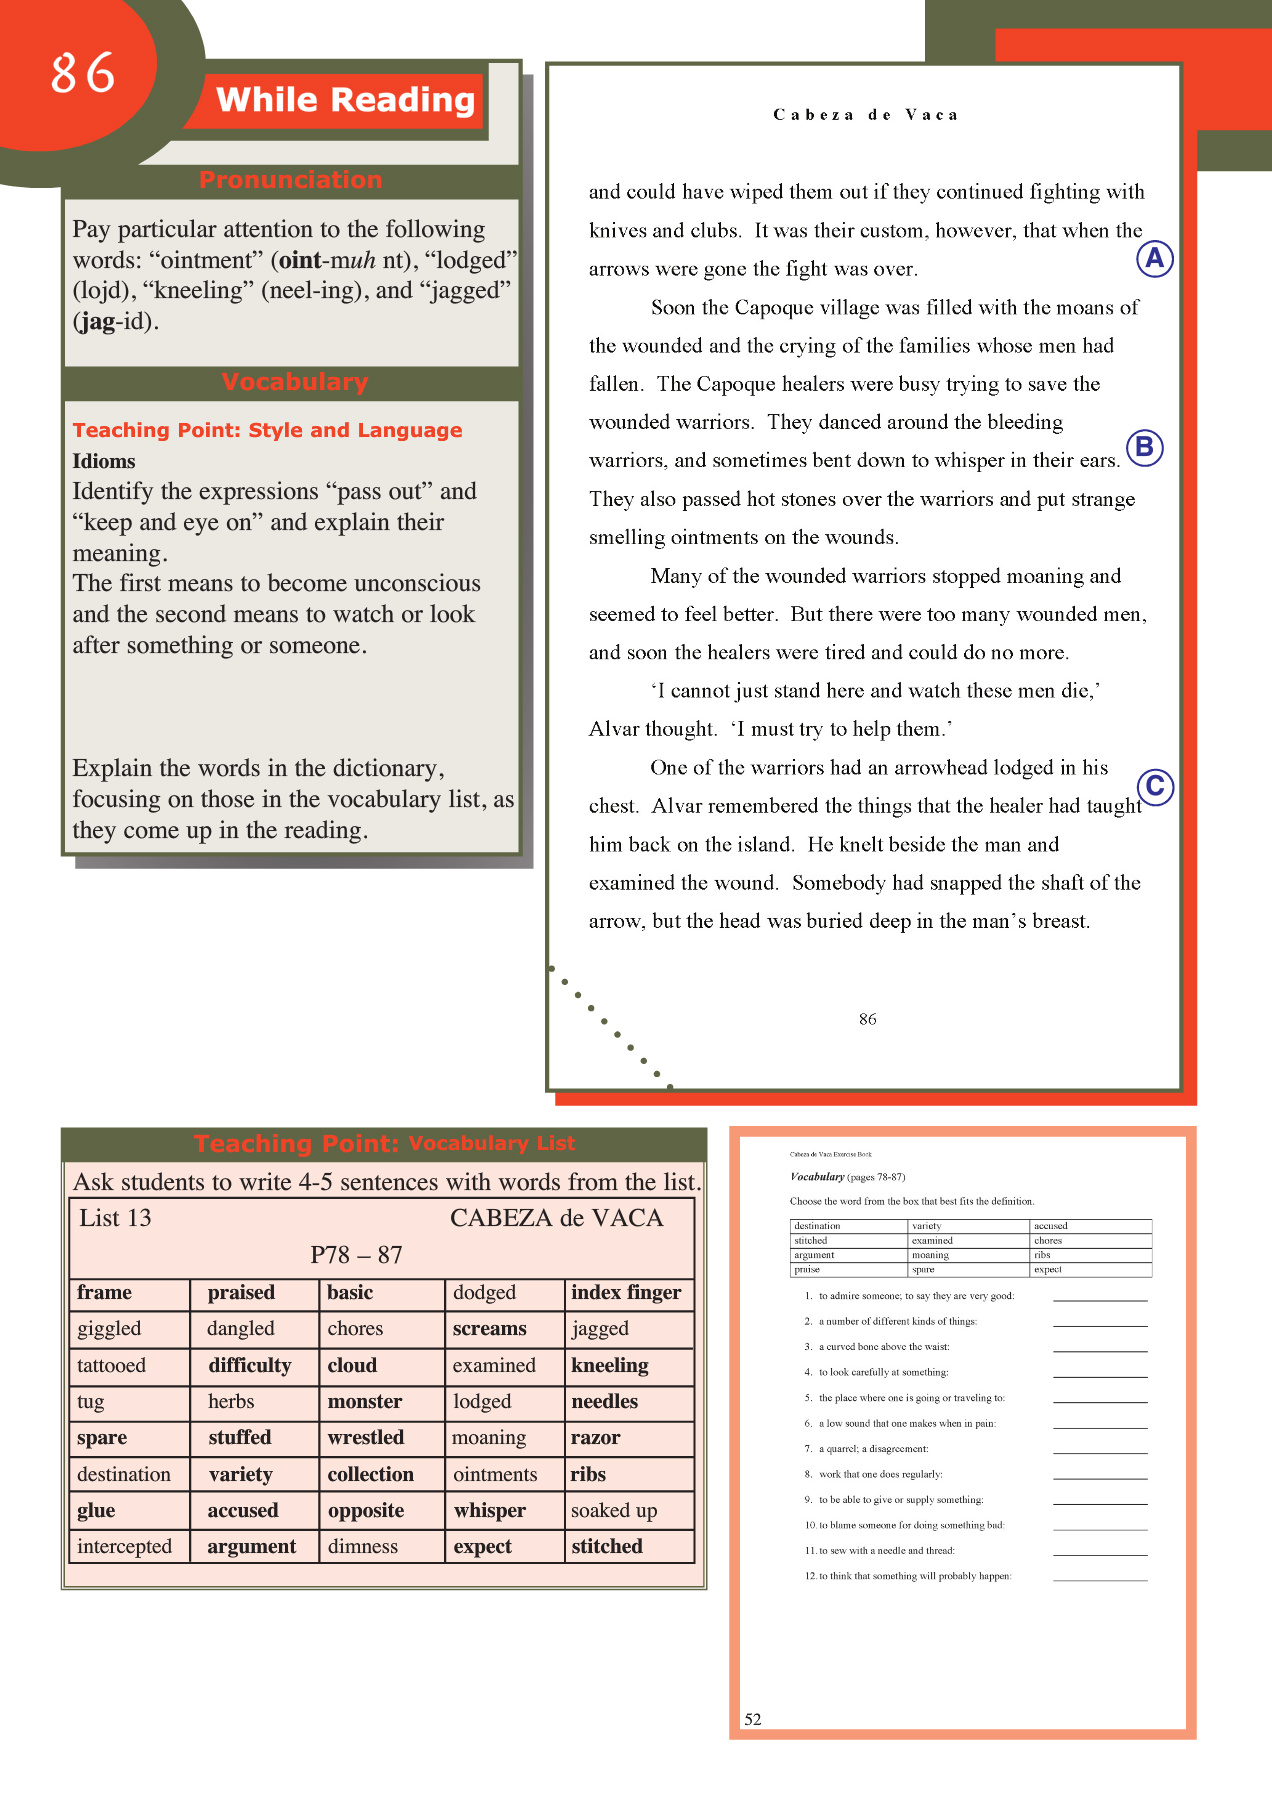 86
While Reading
Pronunciation
Pay particular attention to the following
words: “ointment” (oint-muh nt), “lodged”
(lojd), “kneeling” (neel-ing), and “jagged”
(jag-id).
Vocabulary
Teaching Point: Style and Language
Idioms
Identify the expressions “pass out” and
“keep and eye on” and explain their
meaning.
The first means to become unconscious
and the second means to watch or look
after something or someone.
Explain the words in the dictionary,
focusing on those in the vocabulary list, as
they come up in the reading.
Cabeza de Vaca
and could have wiped them out if they continued fighting with
knives and clubs. It was their custom, however, that when the
A
arrows were gone the fight was over.
Soon the Capoque village was filled with the moans of
the wounded and the crying of the families whose men had
fallen. The Capoque healers were busy trying to save the
wounded warriors. They danced around the bleeding
warriors, and sometimes bent down to whisper in their ears.
B
They also passed hot stones over the warriors and put strange
smelling ointments on the wounds.
Many of the wounded warriors stopped moaning and
seemed to feel better. But there were too many wounded men,
and soon the healers were tired and could do no more.
‘I cannot just stand here and watch these men die,’
Alvar thought. ‘I must try to help them.’
One of the warriors had an arrowhead lodged in his
C
chest. Alvar remembered the things that the healer had taught
him back on the island. He knelt beside the man and
examined the wound. Somebody had snapped the shaft of the
arrow, but the head was buried deep in the man’s breast.
86
Teaching Point: Vocabulary List
Ask students to write 4-5 sentences with words from the list.
List 13 CABEZA de VACA
P78 – 87
frame praised basic dodged index finger
giggled dangled chores screams jagged
tattooed difficulty cloud examined kneeling
tug herbs monster lodged needles
spare stuffed wrestled moaning razor
destination variety collection ointments ribs
glue accused opposite whisper soaked up
intercepted argument dimness expect stitched
Cabeza de Vaca Exercise Book
Vocabulary (pages 78-87)
Choose the word from the box that best fits the definition.
destination variety accused
stitched examined chores
argument moaning ribs
praise spare expect
1. to admire someone; to say they are very good:
2. a number of different kinds of things:
3. a curved bone above the waist:
4. to look carefully at something:
5. the place where one is going or traveling to:
6. a low sound that one makes when in pain:
7. a quarrel; a disagreement:
8. work that one does regularly:
9. to be able to give or supply something:
10. to blame someone for doing something bad:
11. to sew with a needle and thread:
12. to think that something will probably happen:
52